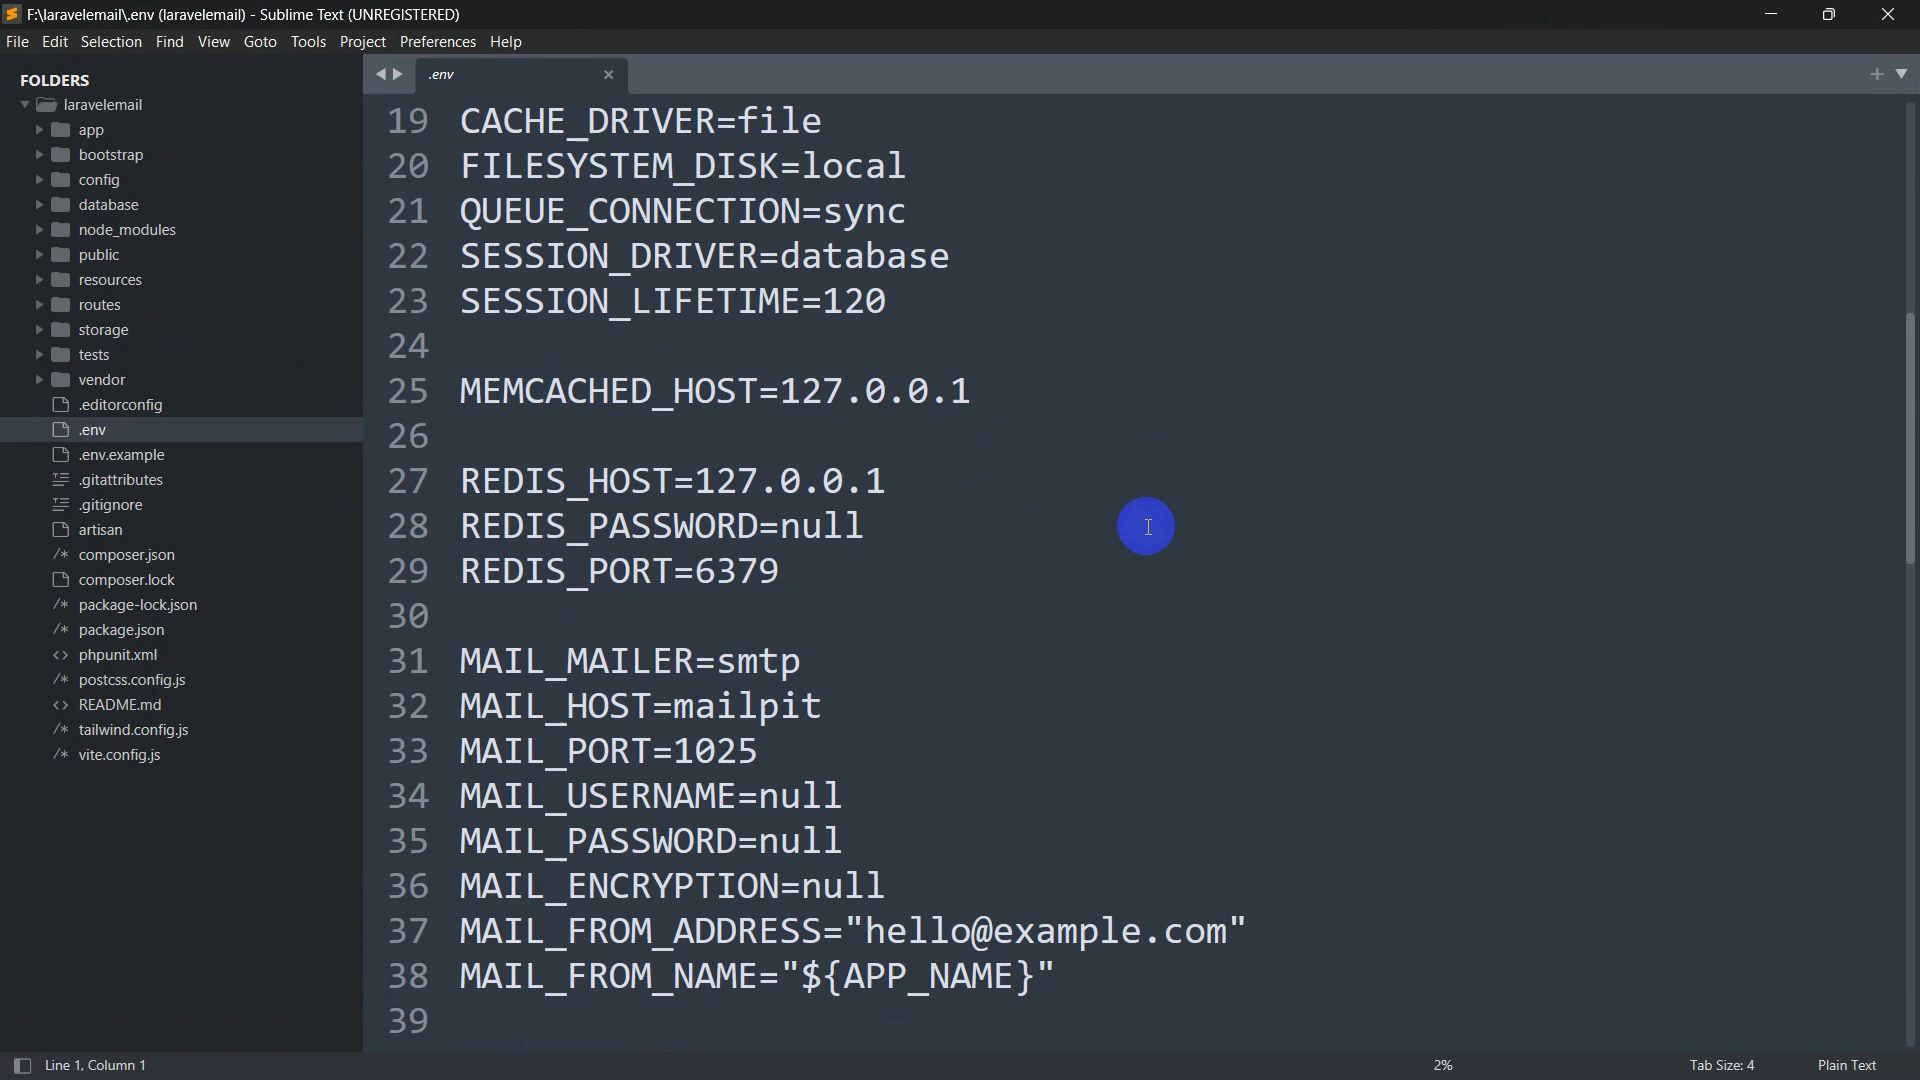 F:\laravelemail\.env (laravelemail) - Sublime Text (UNREGISTERED)
File Edit Selection Find View Goto Tools Project Preferences Help
FOLDERS
laravelemail
app
bootstrap
config
database
node_modules
public
resources
routes
storage
tests
vendor
.editorconfig
.env
.env.example
.gitattributes
.gitignore
artisan
/* composer.json
composer.lock
/* package-lock.json
/* package.json
<> phpunit.xml
/* postcss.config.js
<> README.md
/* tailwind.config.js
/* vite.config.js
.env
19 CACHE_DRIVER=file
20 FILESYSTEM_DISK=local
21 QUEUE_CONNECTION=sync
22 SESSION_DRIVER=database
23 SESSION_LIFETIME=120
24
25 MEMCACHED_HOST=127.0.0.1
26
27 REDIS_HOST=127.0.0.1
28 REDIS_PASSWORD=null
29 REDIS_PORT=6379
30
31 MAIL_MAILER=smtp
32 MAIL_HOST=mailpit
33 MAIL_PORT=1025
34 MAIL_USERNAME=null
35 MAIL_PASSWORD=null
36 MAIL_ENCRYPTION=null
37 MAIL_FROM_ADDRESS="hello@example.com"
38 MAIL_FROM_NAME="${APP_NAME}"
39
Line 1, Column 1 2% Tab Size: 4 Plain Text